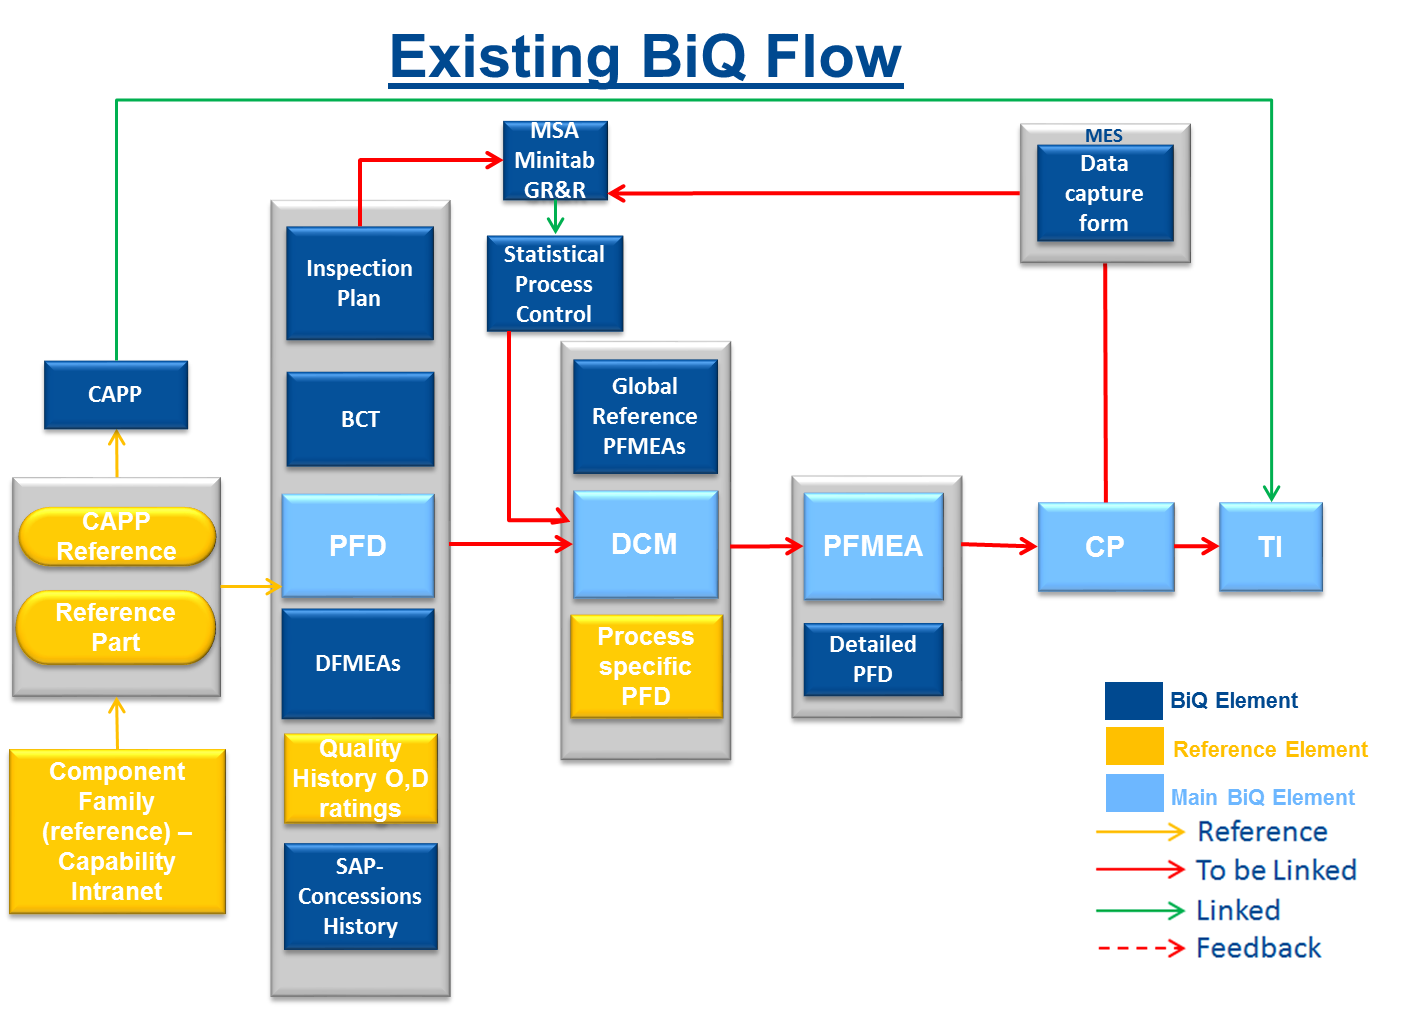 Existing BiQ Flow
MSA
Minitab
GR&R
MES
Data
capture
form
Inspection
Plan
Statistical
Process
Control
CAPP
BCT
Global
Reference
PFMEAs
CAPP
Reference
PFD
DCM
PFMEA
CP
TI
Reference
Part
DFMEAs
Process
specific
PFD
Detailed
PFD
Component
Family
(reference) –
Capability
Intranet
Quality
History O,D
ratings
SAP-
Concessions
History
BiQ Element
Reference Element
Main BiQ Element
Reference
To be Linked
Linked
Feedback